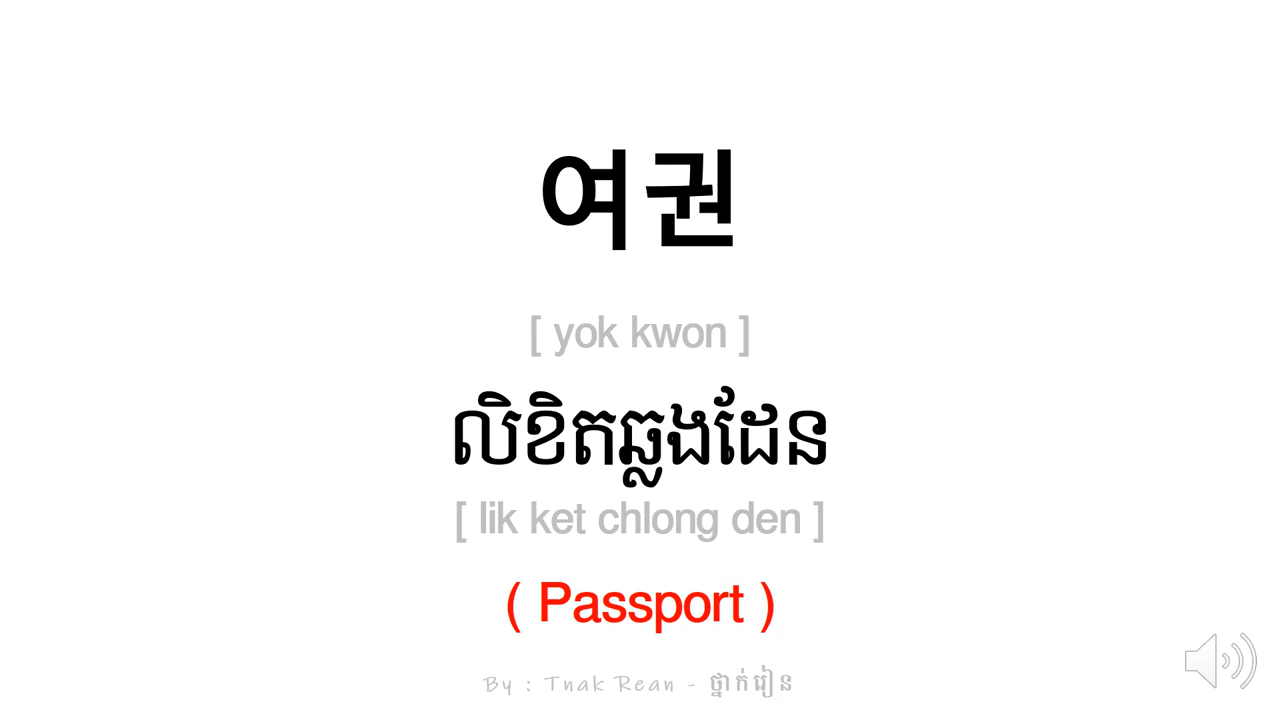 여권
[ yok kwon ]
លិខិតឆ្លងដែន
[ lik ket chlong den ]
( Passport )
By : Tnak Rean - ថ្នាក់រៀន